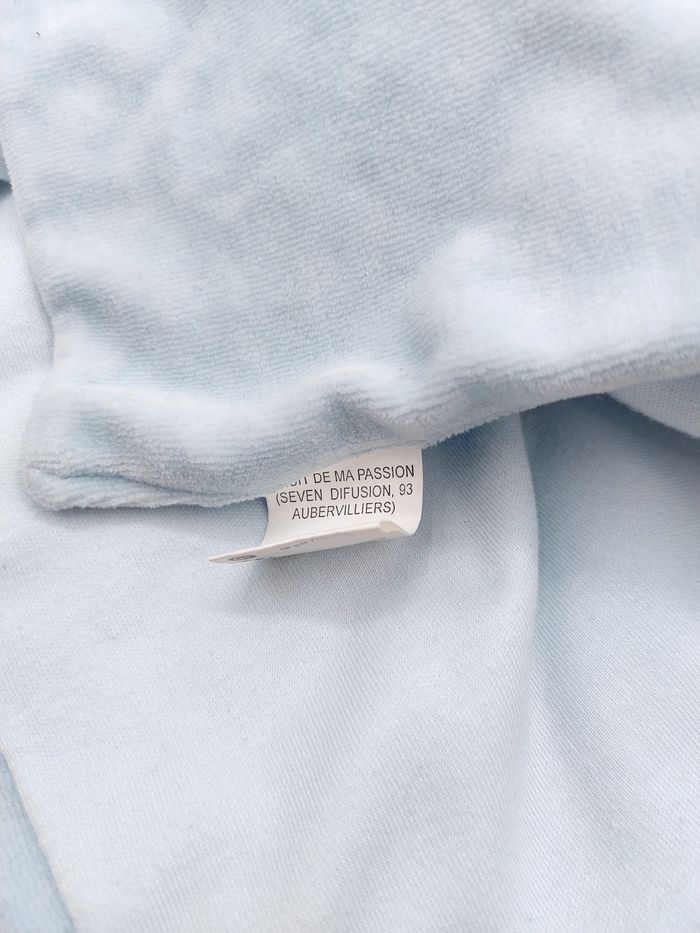 DE MA PASSION
(SEVEN DIFUSION, 93
AUBERVILLIERS)